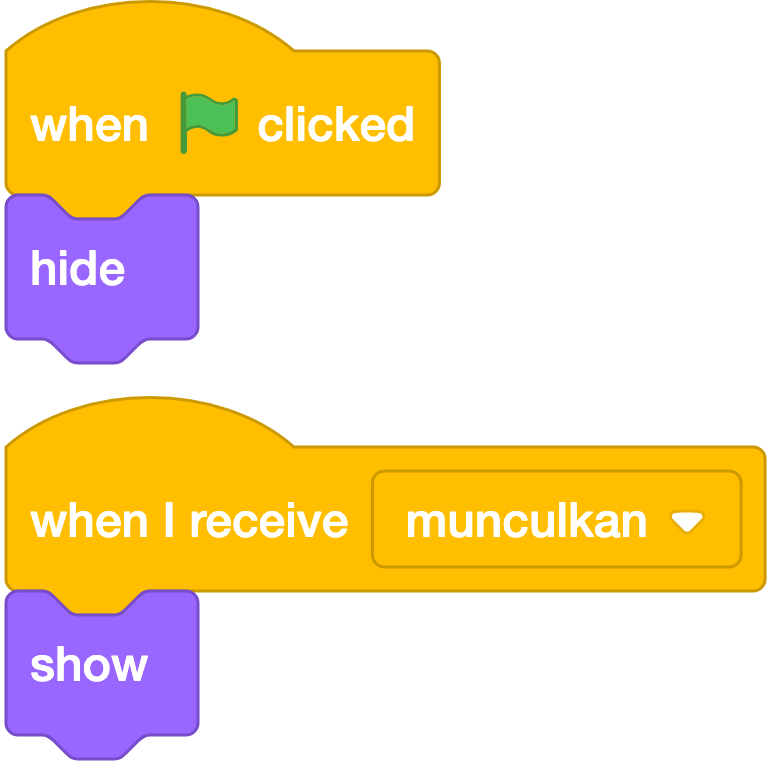 when clicked
hide
when I receive munculkan
show